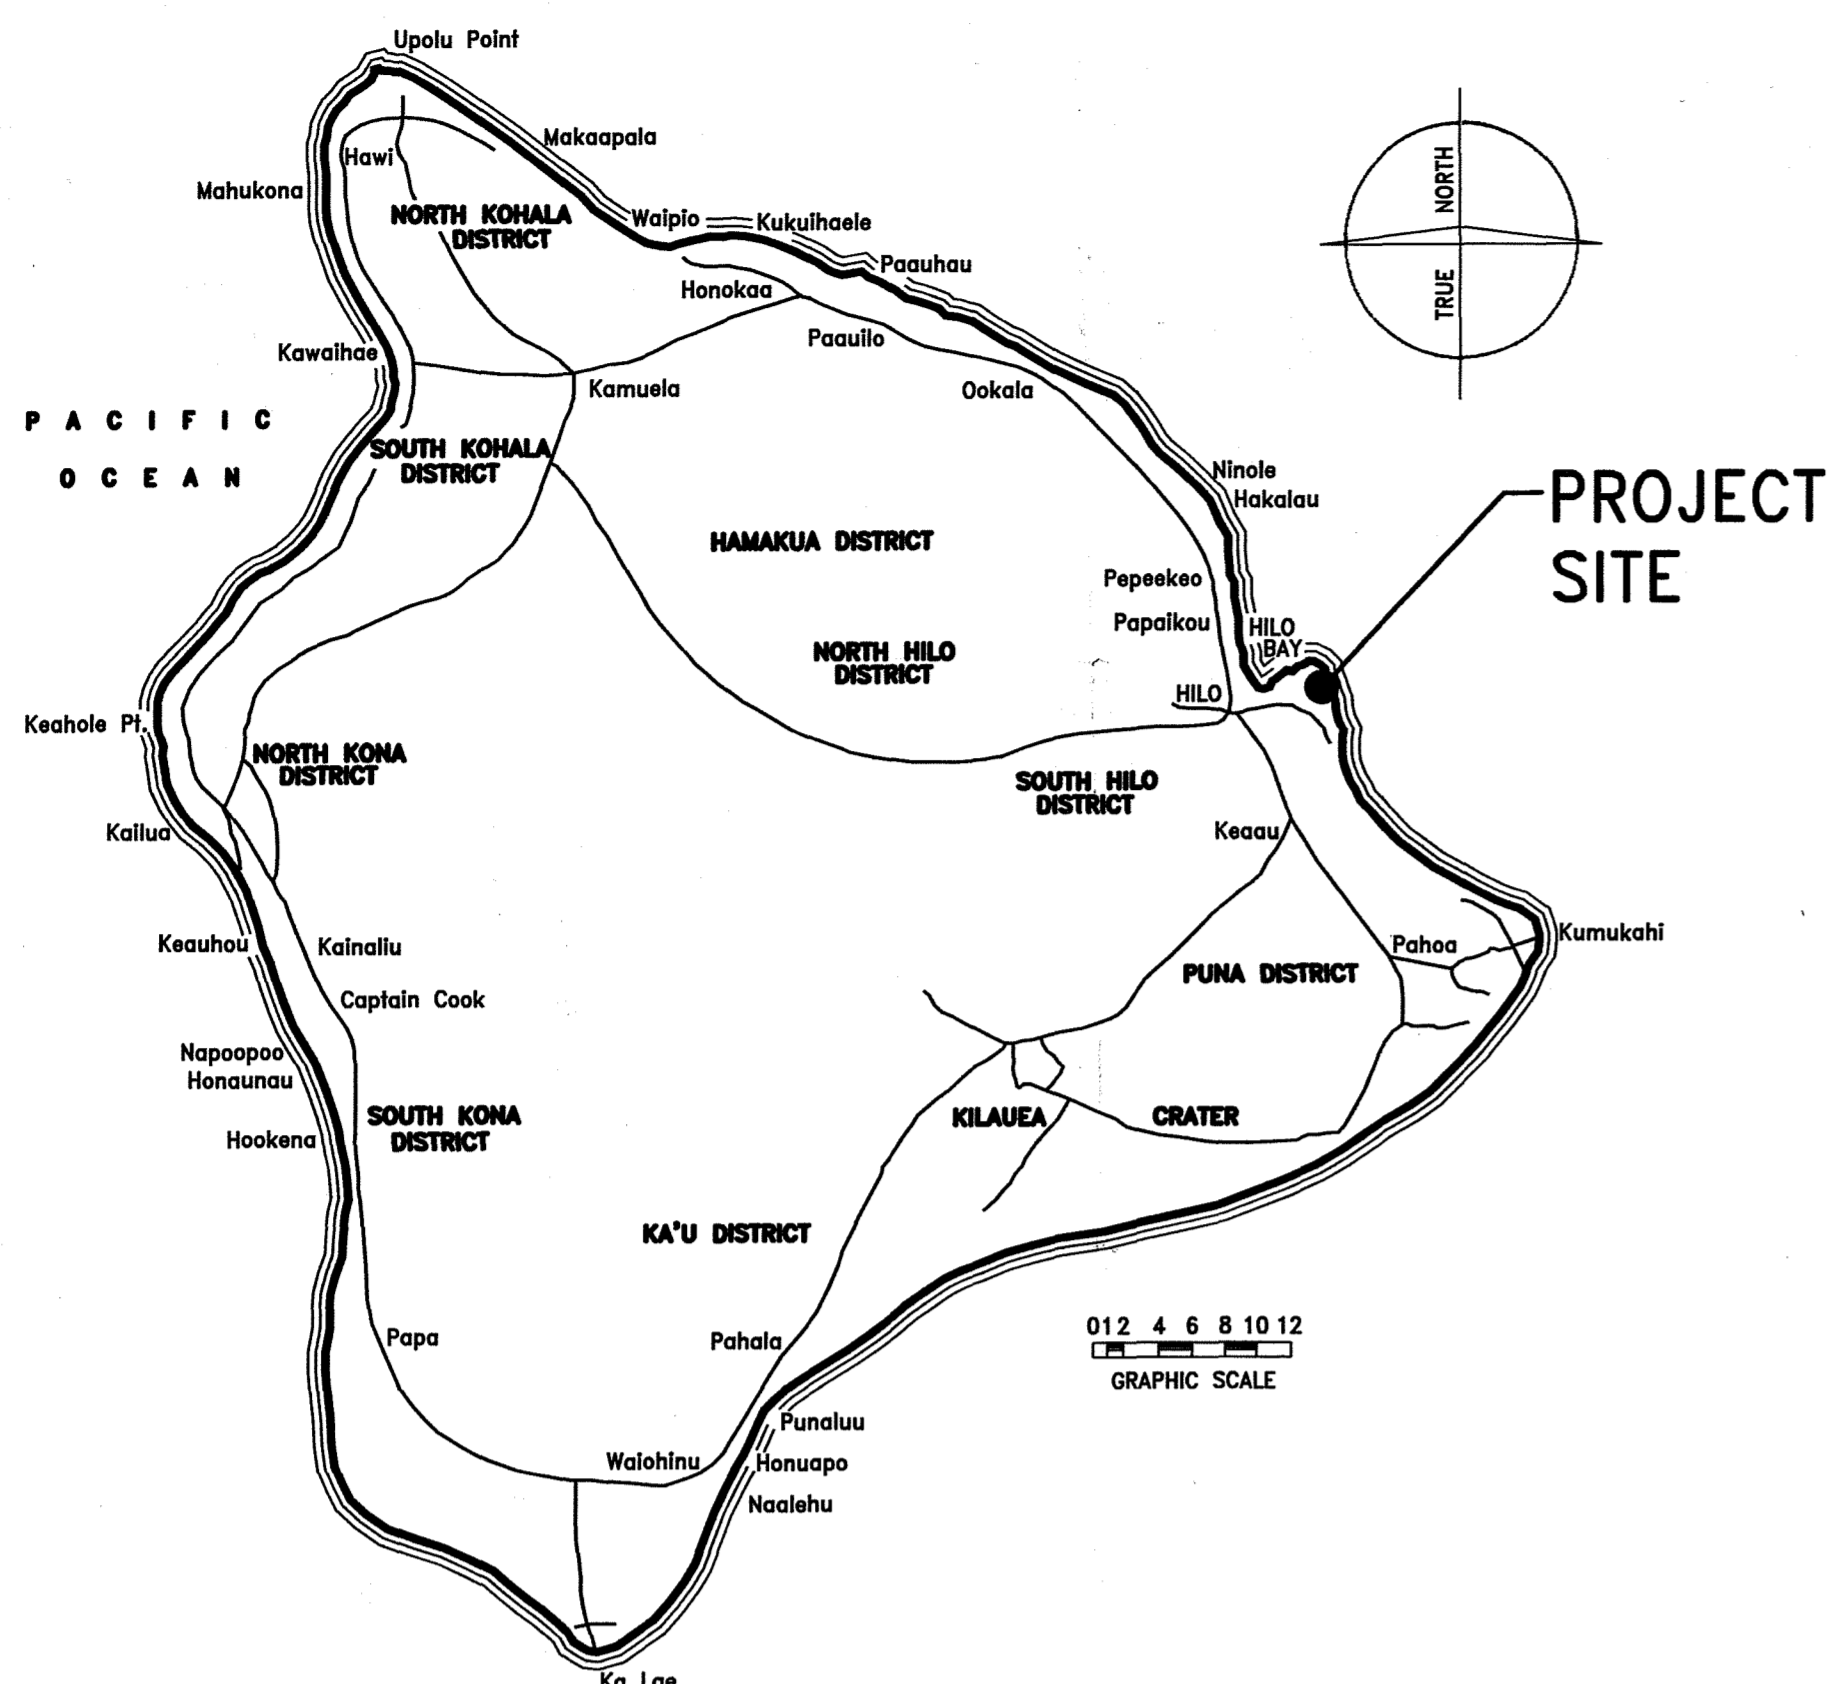 Upolu Point
Makaapala
Hawi
Mahukona
NORTH KOHALA
DISTRICT
Waipio
Kukuihaele
Paauhau
Honokaa
Paauilo
Kawaihae
Kamuela
Ookala
TRUE NORTH
PACIFIC
OCEAN
SOUTH KOHALA
DISTRICT
Ninole
Hakalau
PROJECT
SITE
HAMAKUA DISTRICT
Pepeekeo
Papaikou
HILO
BAY
NORTH HILO
DISTRICT
HILO
Keahole Pt.
NORTH KONA
DISTRICT
SOUTH HILO
DISTRICT
Kailua
Keaau
Keauhou
Kainaliu
Pahoa
Kumukahi
PUNA DISTRICT
Captain Cook
Napoopoo
Honaunau
SOUTH KONA
DISTRICT
KILAUEA CRATER
Hookena
KA'U DISTRICT
Papa
Pahala
0 1 2 4 6 8 10 12
GRAPHIC SCALE
Punaluu
Waiohinu
Honuapo
Naalehu
Ka Lae